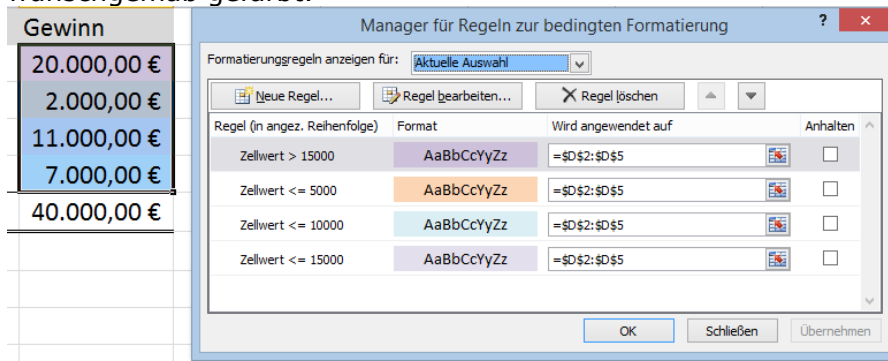 wunschgemäß gefärbt.
Gewinn
20.000,00 €
2.000,00 €
11.000,00 €
7.000,00 €
40.000,00 €
Manager für Regeln zur bedingten Formatierung
Formatierungsregeln anzeigen für: Aktuelle Auswahl
Neue Regel... Regel bearbeiten... Regel löschen
Regel (in angez. Reihenfolge) Format Wird angewendet auf Anhalten
Zellwert > 15000 AaBbCcYyZz =$D$2:$D$5
Zellwert <= 5000 AaBbCcYyZz =$D$2:$D$5
Zellwert <= 10000 AaBbCcYyZz =$D$2:$D$5
Zellwert <= 15000 AaBbCcYyZz =$D$2:$D$5
OK Schließen Übernehmen